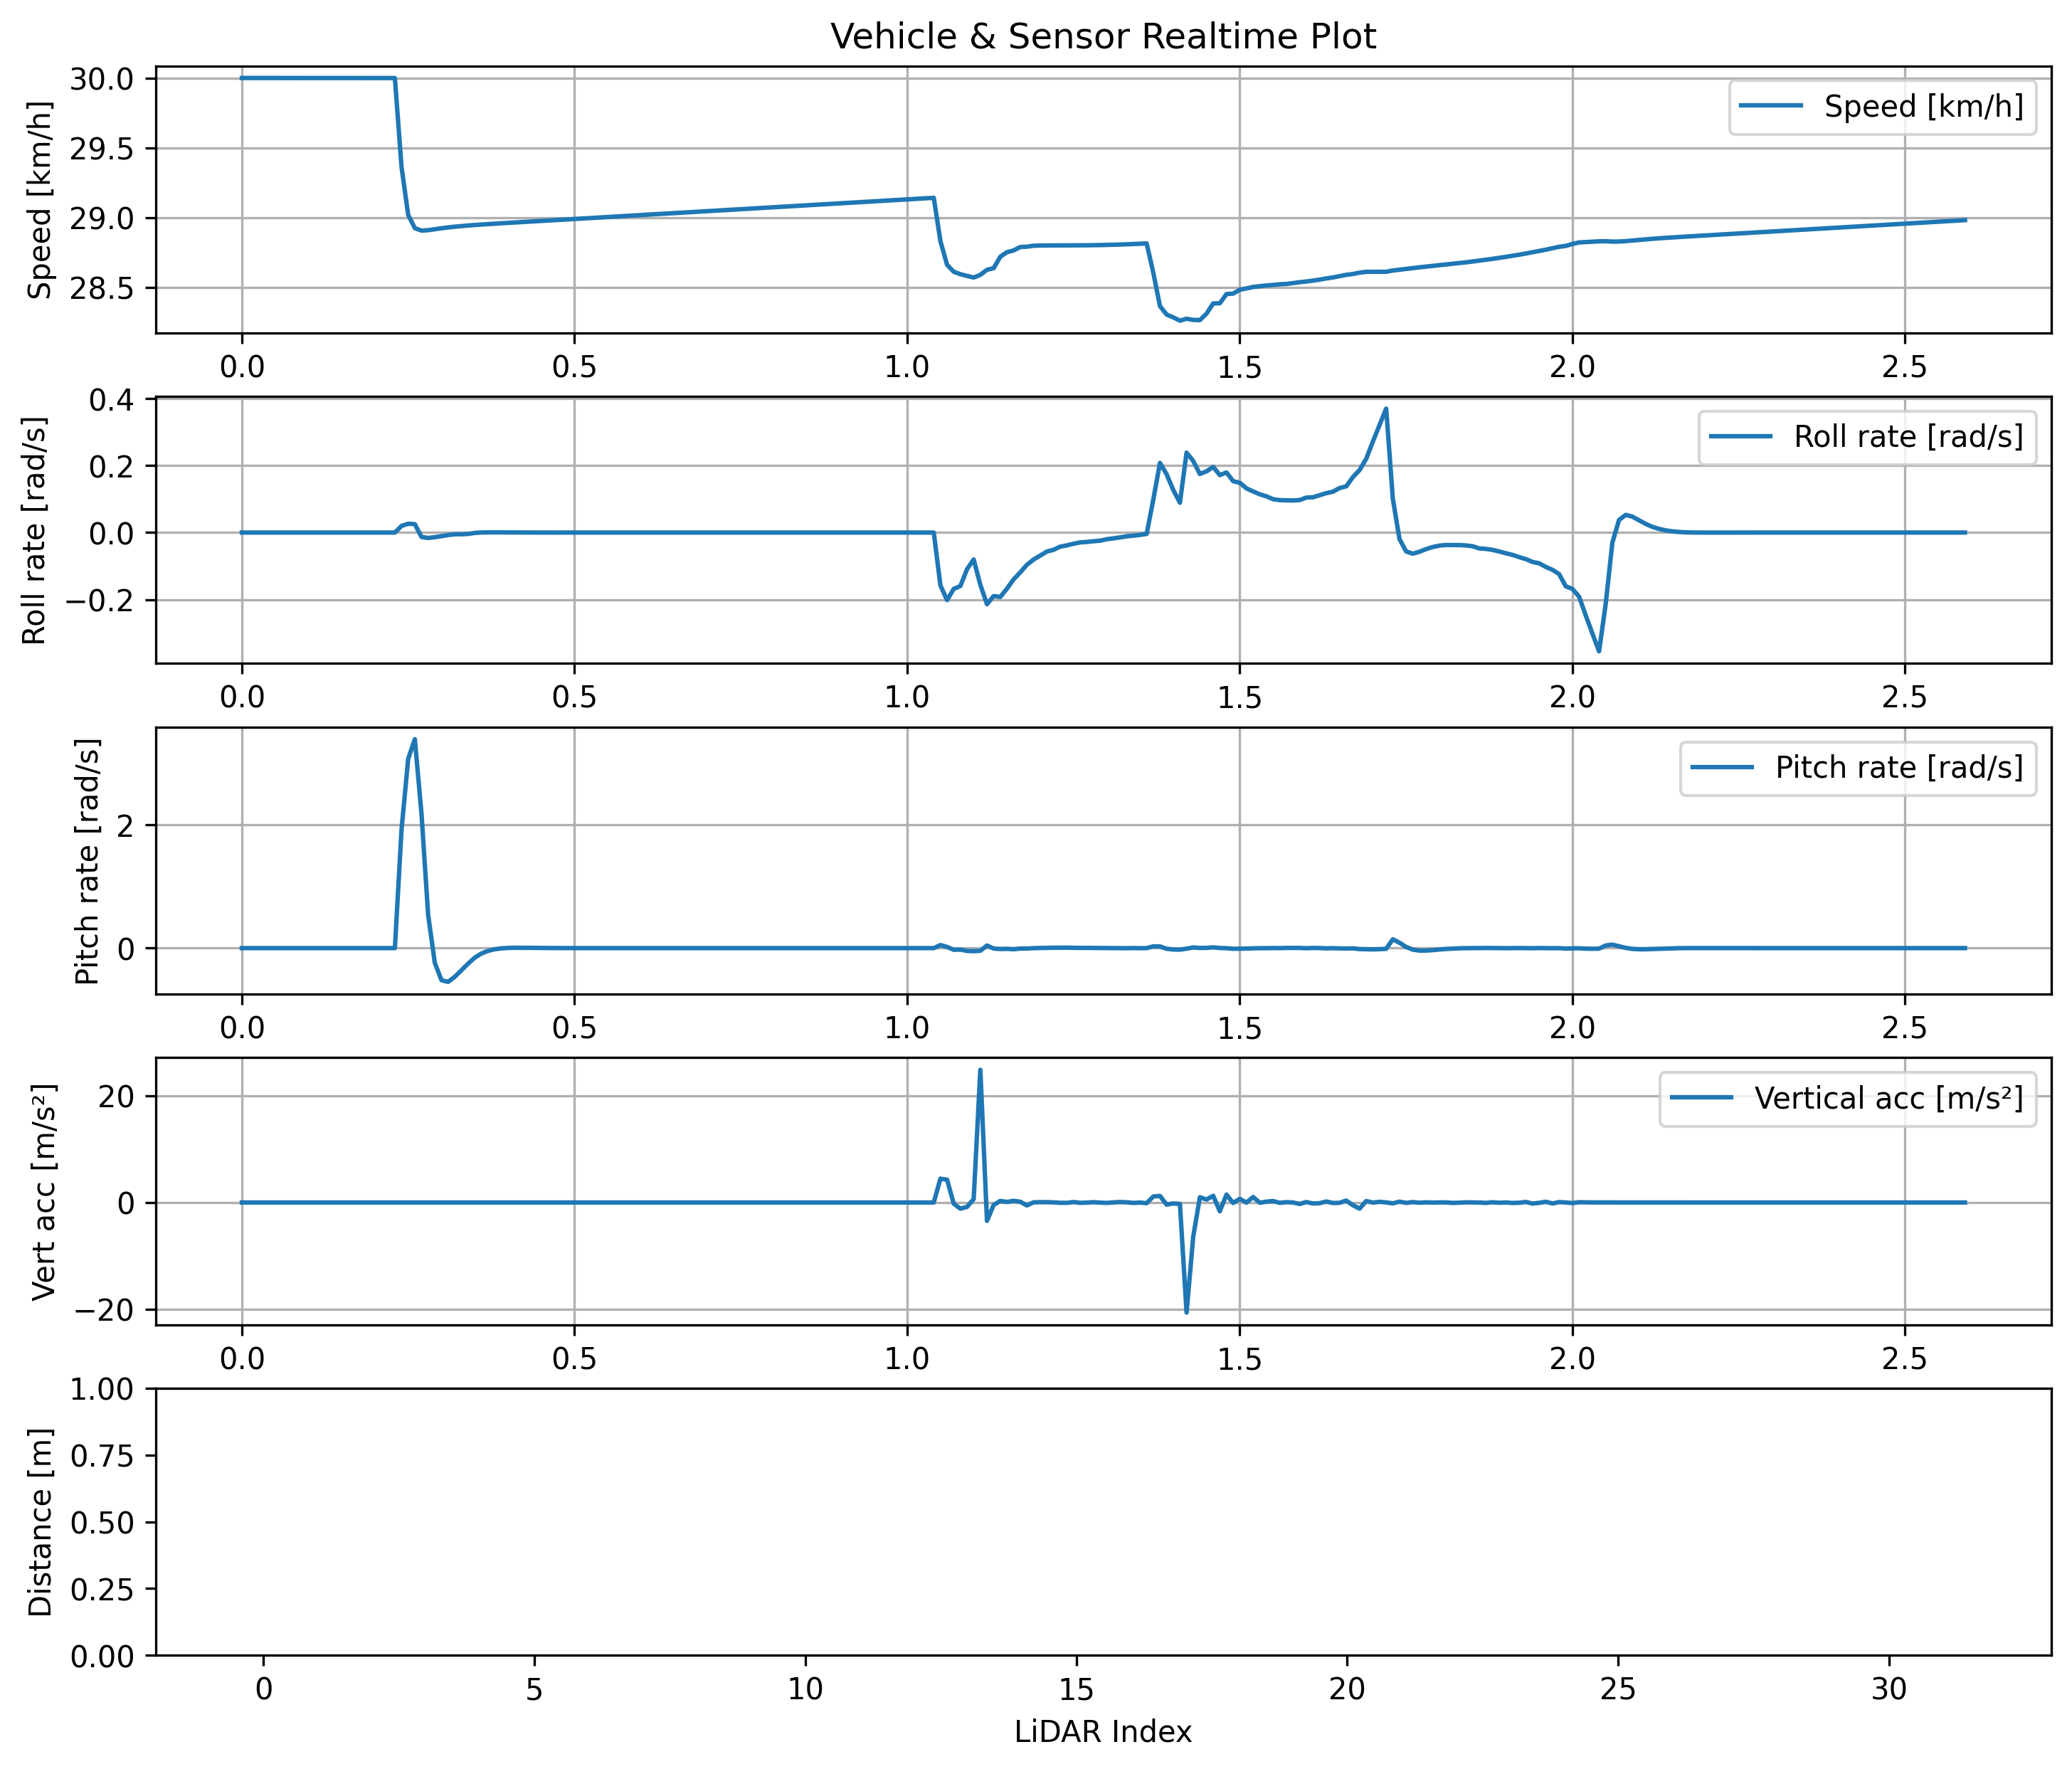 Vehicle & Sensor Realtime Plot
Speed [km/h]
30.0
29.5
29.0
28.5
Speed [km/h]
0.0 0.5 1.0 1.5 2.0 2.5
Roll rate [rad/s]
0.4
0.2
0.0
−0.2
Roll rate [rad/s]
0.0 0.5 1.0 1.5 2.0 2.5
Pitch rate [rad/s]
2
0
Pitch rate [rad/s]
0.0 0.5 1.0 1.5 2.0 2.5
Vert acc [m/s²]
20
0
−20
Vertical acc [m/s²]
0.0 0.5 1.0 1.5 2.0 2.5
Distance [m]
1.00
0.75
0.50
0.25
0.00
0 5 10 15 20 25 30
LiDAR Index